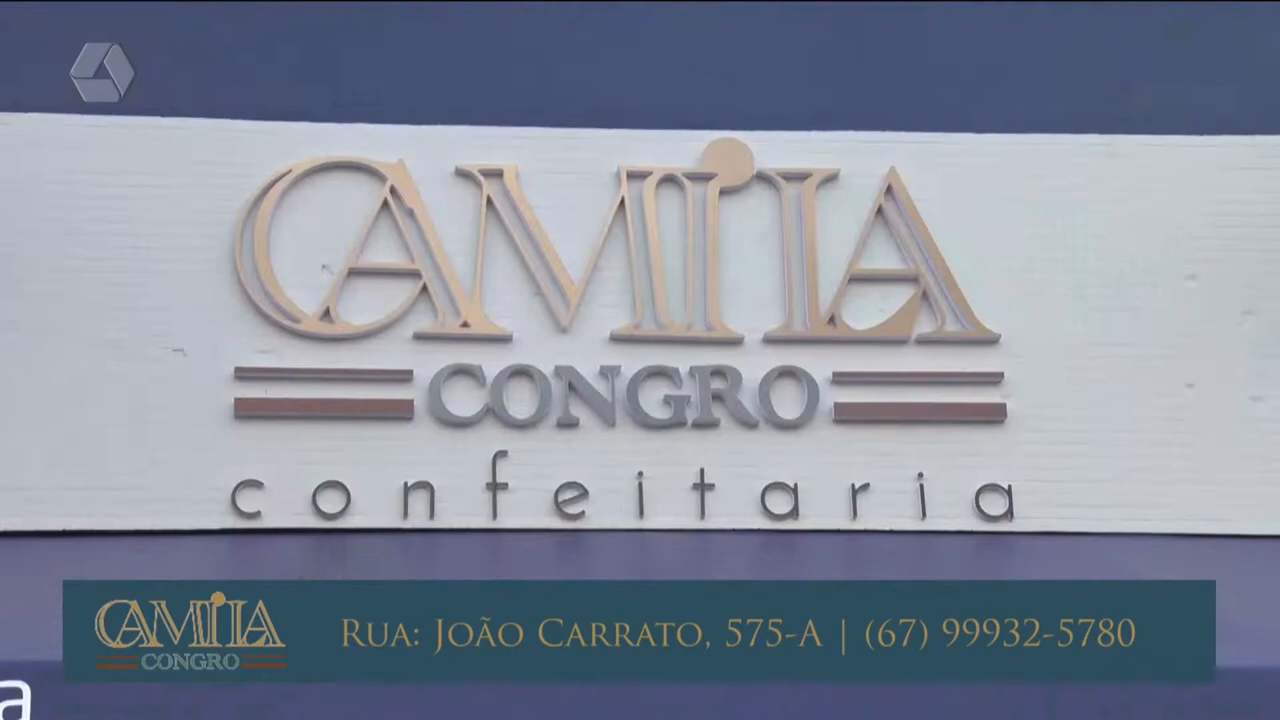 CAMILA
CONGRO
confeitaria
CAMILA
CONGRO
RUA: JOÃO CARRATO, 575-A | (67) 99932-5780
a